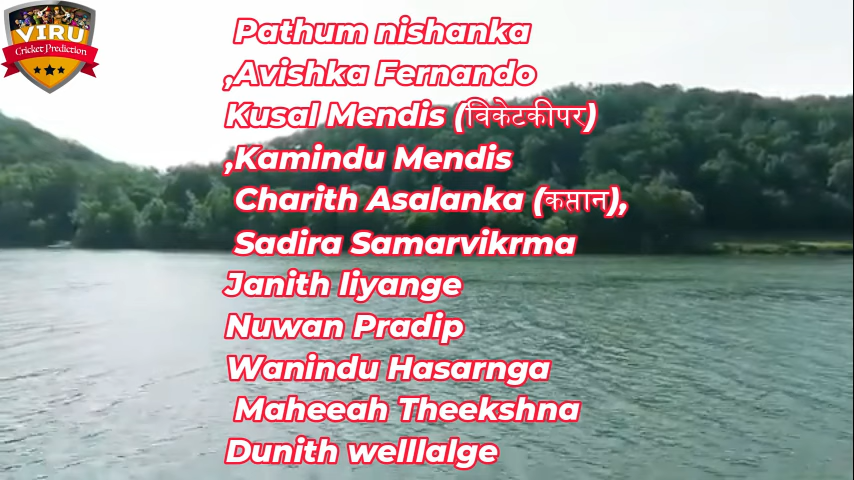 VIRU
Cricket Prediction
Pathum nishanka
,Avishka Fernando
Kusal Mendis (विकेटकीपर)
,Kamindu Mendis
Charith Asalanka (कप्तान),
Sadira Samarvikrma
Janith liyange
Nuwan Pradip
Wanindu Hasarnga
Maheeah Theekshna
Dunith welllalge